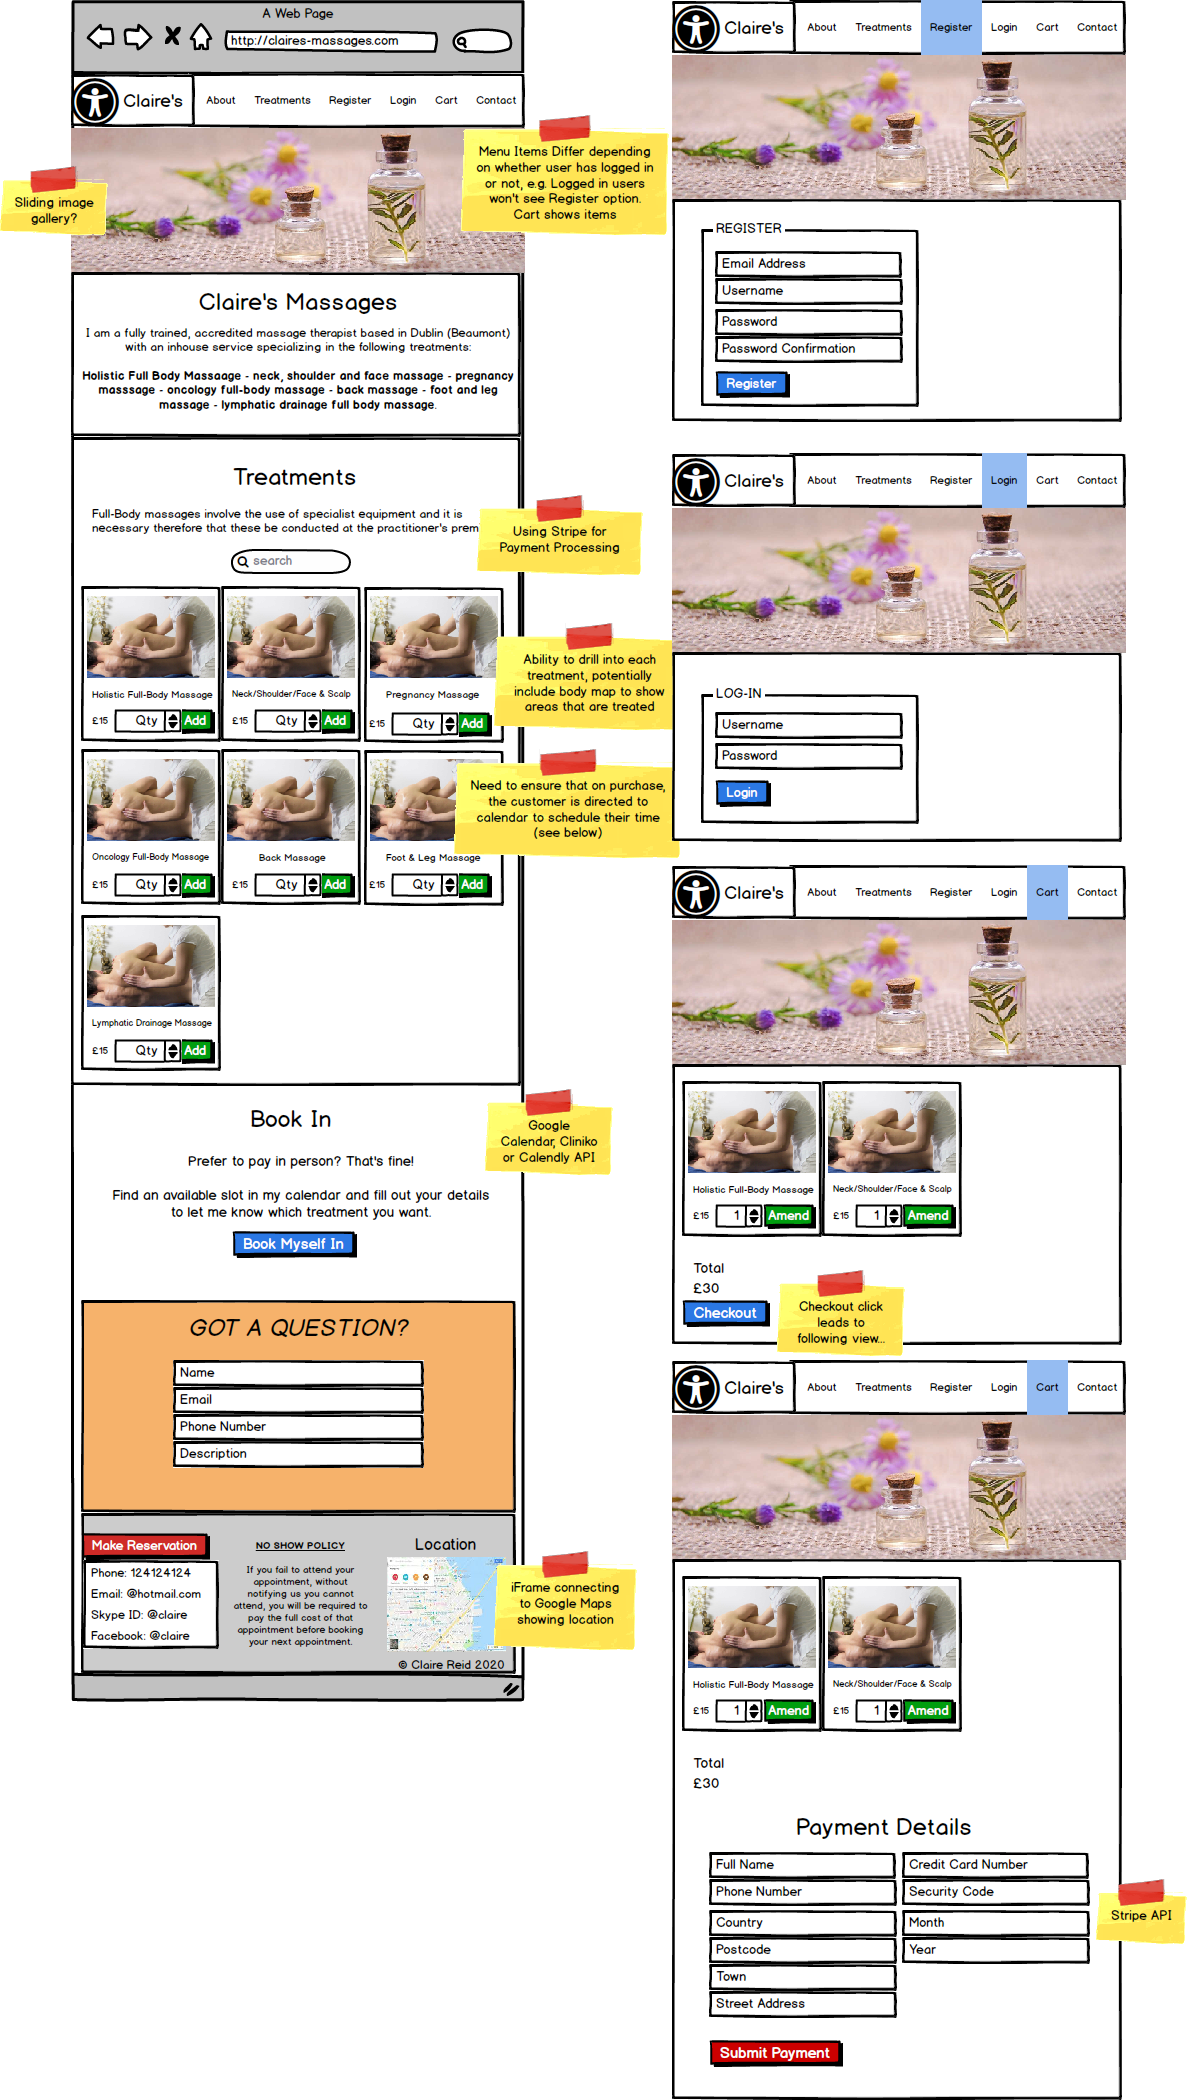 A Web Page
http://claires-massages.com
Claire's
About
Treatments
Register
Login
Cart
Contact
Sliding image
gallery?
Menu Items Differ depending
on whether user has logged in
or not, e.g. Logged in users
won't see Register option.
Cart shows items
Claire's Massages
I am a fully trained, accredited massage therapist based in Dublin (Beaumont)
with an inhouse service specializing in the following treatments:
Holistic Full Body Massaage - neck, shoulder and face massage - pregnancy
masssage - oncology full-body massage - back massage - foot and leg
massage - lymphatic drainage full body massage.
Treatments
Full-Body massages involve the use of specialist equipment and it is
necessary therefore that these be conducted at the practitioner's prem
Using Stripe for
Payment Processing
search
Holistic Full-Body Massage
£15 Qty Add
Neck/Shoulder/Face & Scalp
£15 Qty Add
Pregnancy Massage
£15 Qty Add
Ability to drill into each
treatment, potentially
include body map to show
areas that are treated
Oncology Full-Body Massage
£15 Qty Add
Back Massage
£15 Qty Add
Foot & Leg Massage
£15 Qty Add
Need to ensure that on purchase,
the customer is directed to
calendar to schedule their time
(see below)
Lymphatic Drainage Massage
£15 Qty Add
Book In
Prefer to pay in person? That's fine!
Find an available slot in my calendar and fill out your details
to let me know which treatment you want.
Book Myself In
Google
Calendar, Cliniko
or Calendly API
GOT A QUESTION?
Name
Email
Phone Number
Description
Make Reservation
Phone: 124124124
Email: @hotmail.com
Skype ID: @claire
Facebook: @claire
NO SHOW POLICY
If you fail to attend your
appointment, without
notifying us you cannot
attend, you will be required to
pay the full cost of that
appointment before booking
your next appointment.
Location
iFrame connecting
to Google Maps
showing location
© Claire Reid 2020
Claire's
About
Treatments
Register
Login
Cart
Contact
REGISTER
Email Address
Username
Password
Password Confirmation
Register
Claire's
About
Treatments
Register
Login
Cart
Contact
LOG-IN
Username
Password
Login
Claire's
About
Treatments
Register
Login
Cart
Contact
Holistic Full-Body Massage
£15 1 Amend
Neck/Shoulder/Face & Scalp
£15 1 Amend
Total
£30
Checkout
Checkout click
leads to
following view...
Claire's
About
Treatments
Register
Login
Cart
Contact
Holistic Full-Body Massage
£15 1 Amend
Neck/Shoulder/Face & Scalp
£15 1 Amend
Total
£30
Payment Details
Full Name
Phone Number
Country
Postcode
Town
Street Address
Credit Card Number
Security Code
Month
Year
Stripe API
Submit Payment